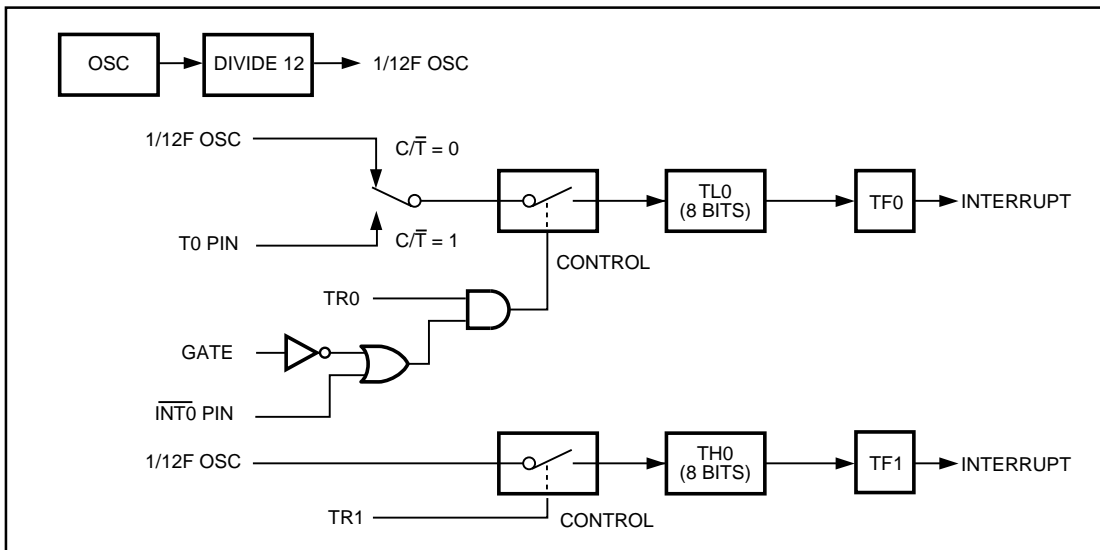 OSC
DIVIDE 12
1/12F OSC
1/12F OSC
C/T̅ = 0
T0 PIN
C/T̅ = 1
TL0
(8 BITS)
TF0
INTERRUPT
CONTROL
TR0
GATE
I̅N̅T̅0̅ PIN
1/12F OSC
TH0
(8 BITS)
TF1
INTERRUPT
TR1
CONTROL